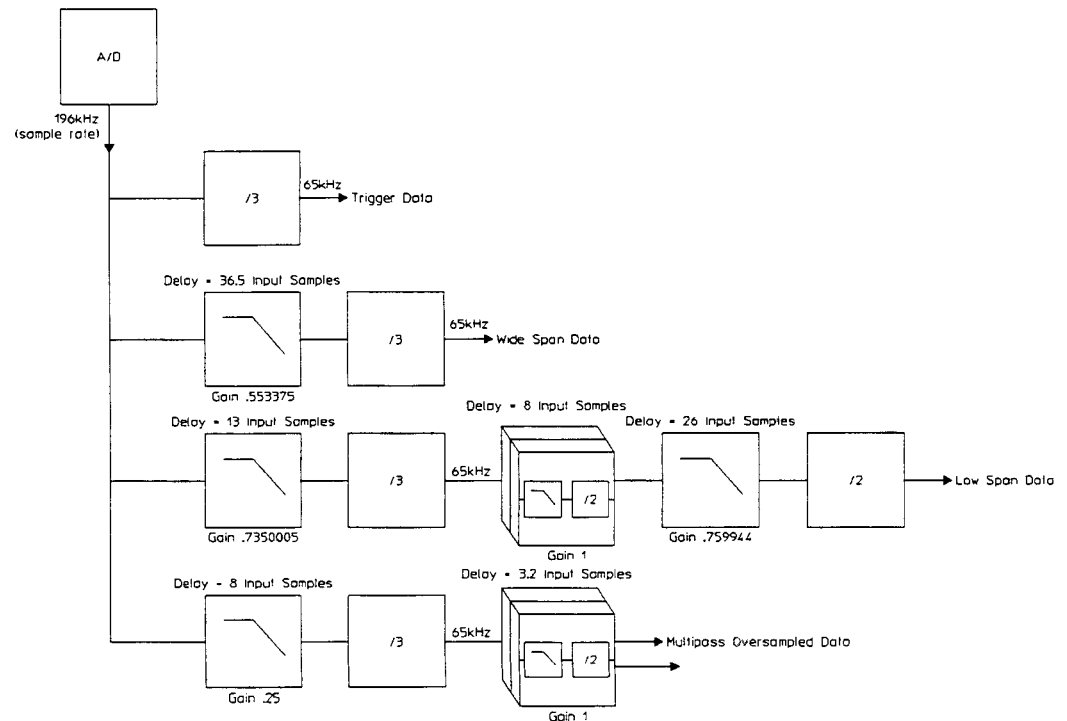 A/D
196kHz
(sample rate)
/3
65kHz
Trigger Data
Delay = 36.5 Input Samples
/3
65kHz
Wide Span Data
Gain .553375
Delay = 13 Input Samples
/3
65kHz
Gain .7350005
Delay = 8 Input Samples
/2
Gain 1
Delay = 26 Input Samples
Gain .759944
/2
Low Span Data
Delay = 8 Input Samples
Gain .25
/3
65kHz
Delay = 3.2 Input Samples
/2
Gain 1
Multipass Oversampled Data